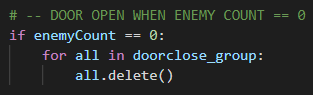 # -- DOOR OPEN WHEN ENEMY COUNT == 0
if enemyCount == 0:
    for all in doorclose_group:
        all.delete()